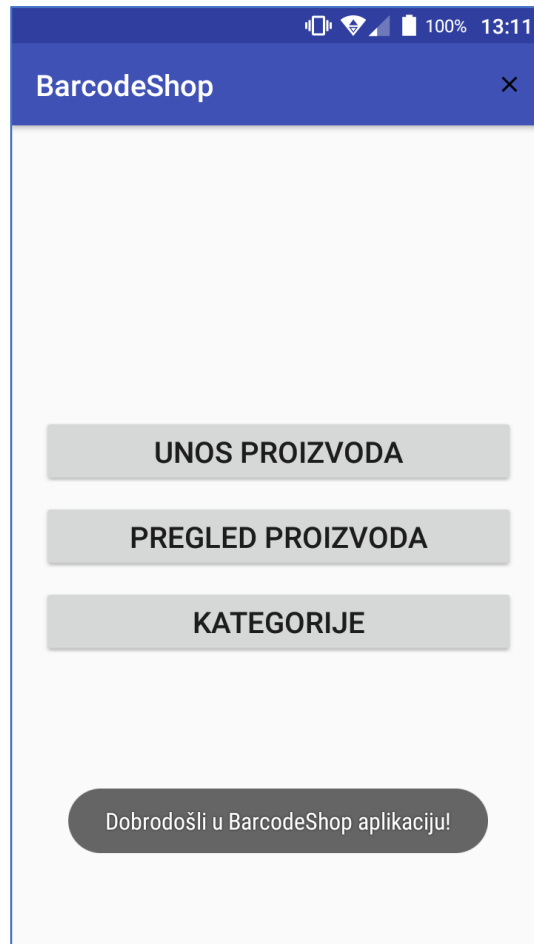 100% 13:11
BarcodeShop
UNOS PROIZVODA
PREGLED PROIZVODA
KATEGORIJE
Dobrodošli u BarcodeShop aplikaciju!